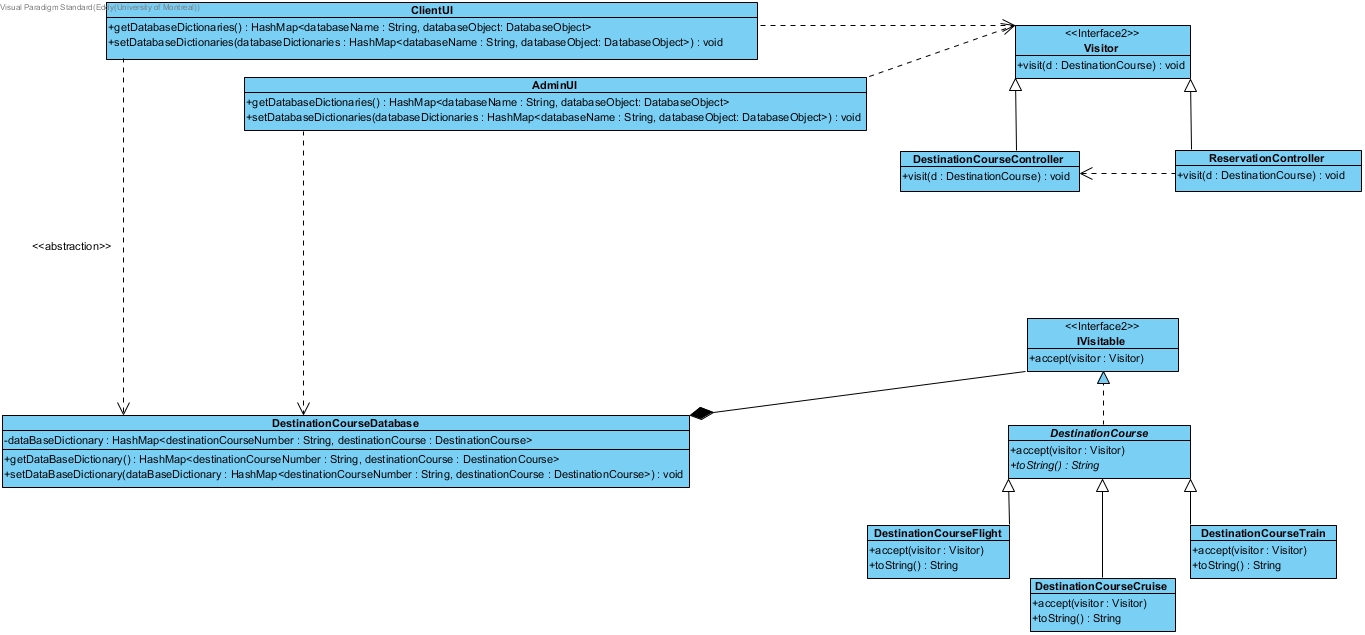 Visual Paradigm Standard(Eddy(University of Montreal))
ClientUI
+getDatabaseDictionaries() : HashMap<databaseName : String, databaseObject: DatabaseObject>
+setDatabaseDictionaries(databaseDictionaries : HashMap<databaseName : String, databaseObject: DatabaseObject>) : void
<<Interface2>>
Visitor
+visit(d : DestinationCourse) : void
AdminUI
+getDatabaseDictionaries() : HashMap<databaseName : String, databaseObject: DatabaseObject>
+setDatabaseDictionaries(databaseDictionaries : HashMap<databaseName : String, databaseObject: DatabaseObject>) : void
DestinationCourseController
+visit(d : DestinationCourse) : void
ReservationController
+visit(d : DestinationCourse) : void
<<abstraction>>
<<Interface2>>
IVisitable
+accept(visitor : Visitor)
DestinationCourseDatabase
-dataBaseDictionary : HashMap<destinationCourseNumber : String, destinationCourse : DestinationCourse>
+getDataBaseDictionary() : HashMap<destinationCourseNumber : String, destinationCourse : DestinationCourse>
+setDataBaseDictionary(dataBaseDictionary : HashMap<destinationCourseNumber : String, destinationCourse : DestinationCourse>) : void
DestinationCourse
+accept(visitor : Visitor)
+toString() : String
DestinationCourseFlight
+accept(visitor : Visitor)
+toString() : String
DestinationCourseTrain
+accept(visitor : Visitor)
+toString() : String
DestinationCourseCruise
+accept(visitor : Visitor)
+toString() : String